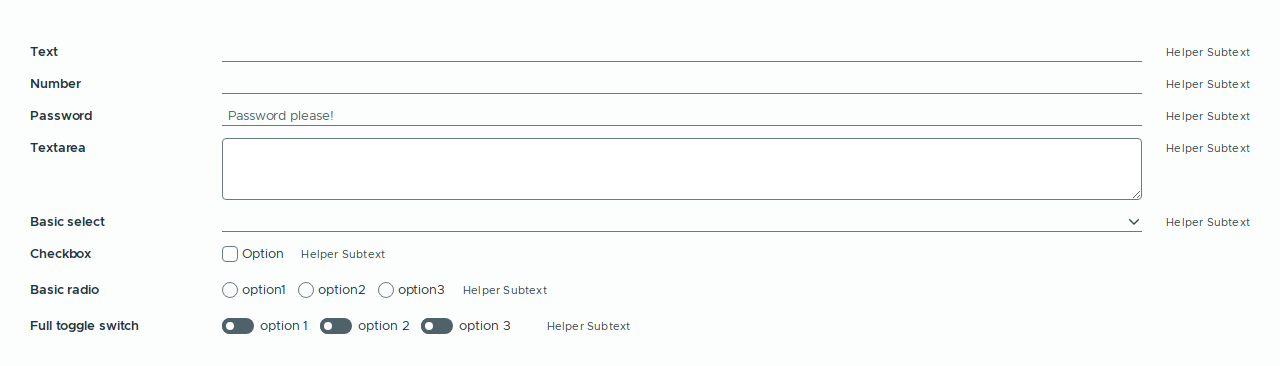 Text Helper Subtext
Number Helper Subtext
Password Password please! Helper Subtext
Textarea Helper Subtext
Basic select Helper Subtext
Checkbox Option Helper Subtext
Basic radio option1 option2 option3 Helper Subtext
Full toggle switch option 1 option 2 option 3 Helper Subtext